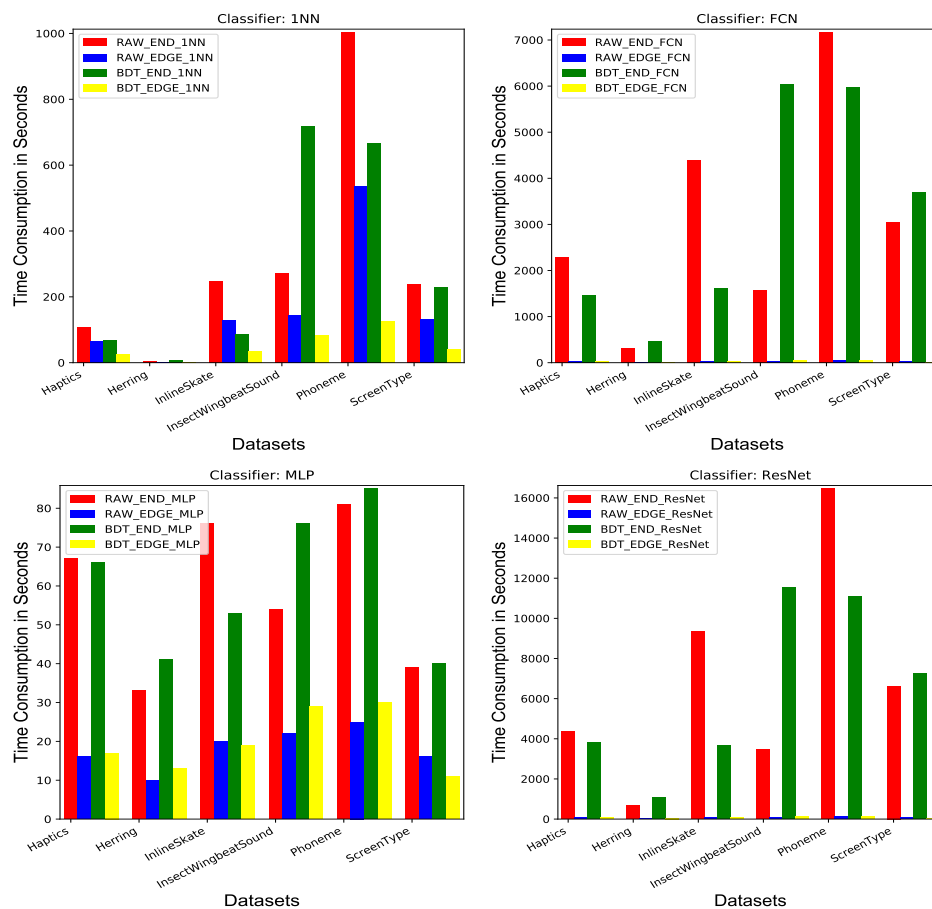 Classifier: 1NN
1000
800
600
400
200
0
Time Consumption in Seconds
RAW_END_1NN
RAW_EDGE_1NN
BDT_END_1NN
BDT_EDGE_1NN
Haptics
Herring
InlineSkate
InsectWingbeatSound
Phoneme
ScreenType
Datasets
Classifier: FCN
7000
6000
5000
4000
3000
2000
1000
0
Time Consumption in Seconds
RAW_END_FCN
RAW_EDGE_FCN
BDT_END_FCN
BDT_EDGE_FCN
Haptics
Herring
InlineSkate
InsectWingbeatSound
Phoneme
ScreenType
Datasets
Classifier: MLP
80
70
60
50
40
30
20
10
0
Time Consumption in Seconds
RAW_END_MLP
RAW_EDGE_MLP
BDT_END_MLP
BDT_EDGE_MLP
Haptics
Herring
InlineSkate
InsectWingbeatSound
Phoneme
ScreenType
Datasets
Classifier: ResNet
16000
14000
12000
10000
8000
6000
4000
2000
0
Time Consumption in Seconds
RAW_END_ResNet
RAW_EDGE_ResNet
BDT_END_ResNet
BDT_EDGE_ResNet
Haptics
Herring
InlineSkate
InsectWingbeatSound
Phoneme
ScreenType
Datasets